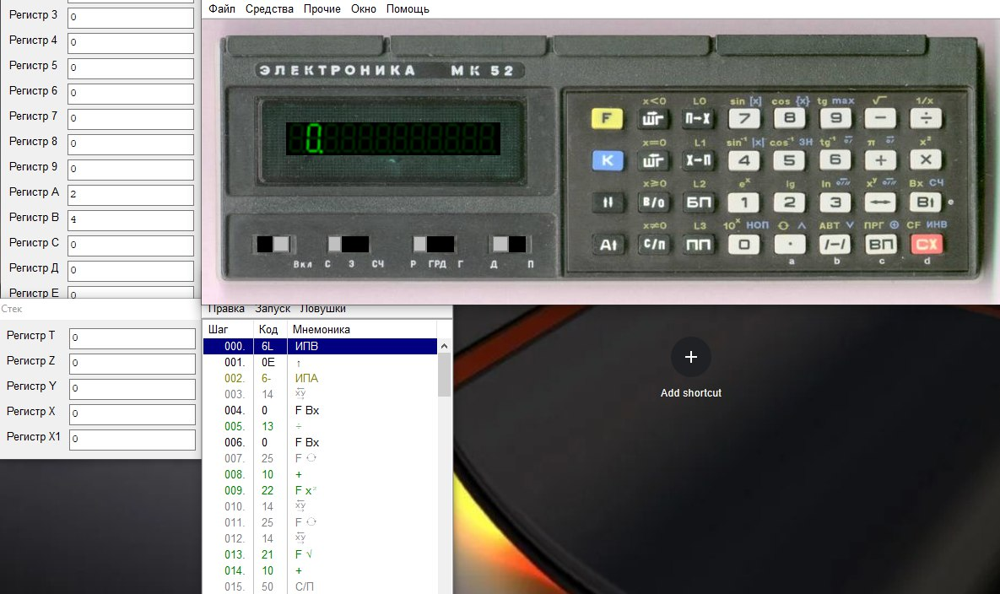 Файл Средства Прочие Окно Помощь
Регистр 3 0
Регистр 4 0
Регистр 5 0
Регистр 6 0
Регистр 7 0
Регистр 8 0
Регистр 9 0
Регистр А 2
Регистр В 4
Регистр С 0
Регистр Д 0
Регистр Е 0
Стек
Регистр T 0
Регистр Z 0
Регистр Y 0
Регистр X 0
Регистр X1 0
ЭЛЕКТРОНИКА МК 52
0.
Вкл С Э СЧ Р ГРД Г Д П
x<0 L0 sin [x] cos {x} tg max √ 1/x
F ШГ П→X 7 8 9 − ÷
x=0 L1 sin⁻¹ |x| cos⁻¹ ЗН tg⁻¹ π x²
K ШГ X→П 4 5 6 + ×
x≥0 L2 eˣ lg ln xʸ Bx СЧ
↑↓ В/О БП 1 2 3 ↔ В↑ e
x≠0 L3 10ˣ НОП ∧ АВТ ∨ ПРГ ⊕ CF ИНВ
А↑ С/П ПП 0 · /−/ ВП CX
a b c d
Правка Запуск Ловушки
Шаг Код Мнемоника
000. 6L ИПВ
001. 0E ↑
002. 6- ИПА
003. 14 xy
004. 0 F Вх
005. 13 ÷
006. 0 F Вх
007. 25 F
008. 10 +
009. 22 F x²
010. 14 xy
011. 25 F
012. 14 xy
013. 21 F √
014. 10 +
015. 50 С/П
Add shortcut